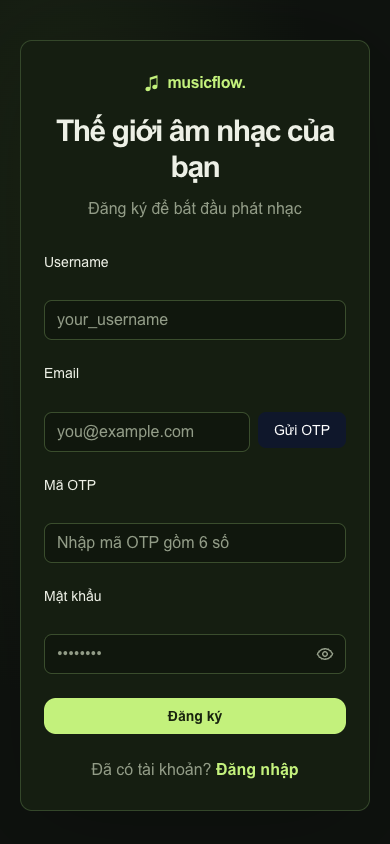 musicflow.
Thế giới âm nhạc của
bạn
Đăng ký để bắt đầu phát nhạc
Username
your_username
Email
you@example.com
Gửi OTP
Mã OTP
Nhập mã OTP gồm 6 số
Mật khẩu
••••••••
Đăng ký
Đã có tài khoản? Đăng nhập